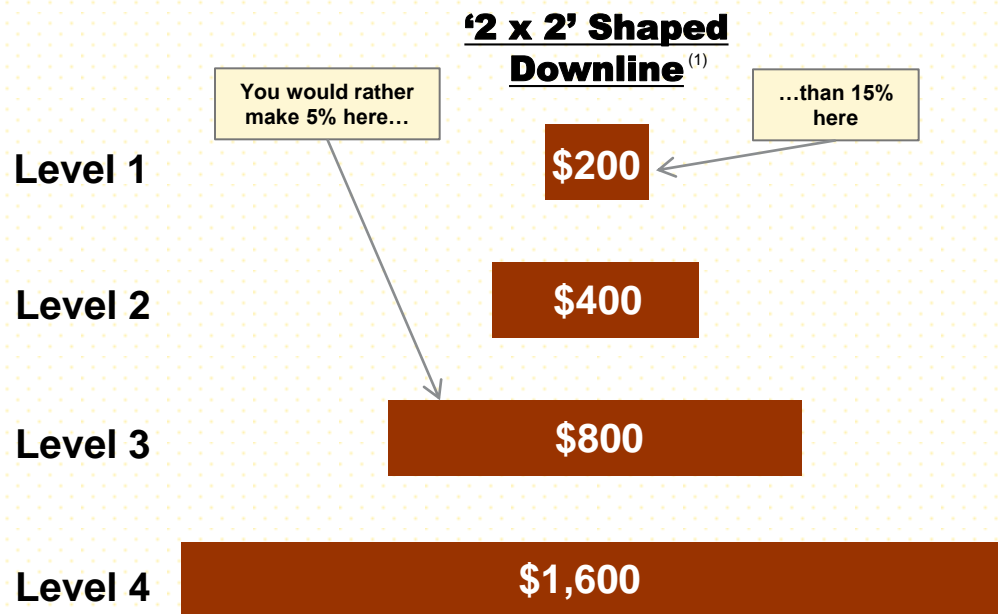 ‘2 x 2’ Shaped
Downline (1)
You would rather
make 5% here…
…than 15%
here
Level 1
$200
Level 2
$400
Level 3
$800
Level 4
$1,600